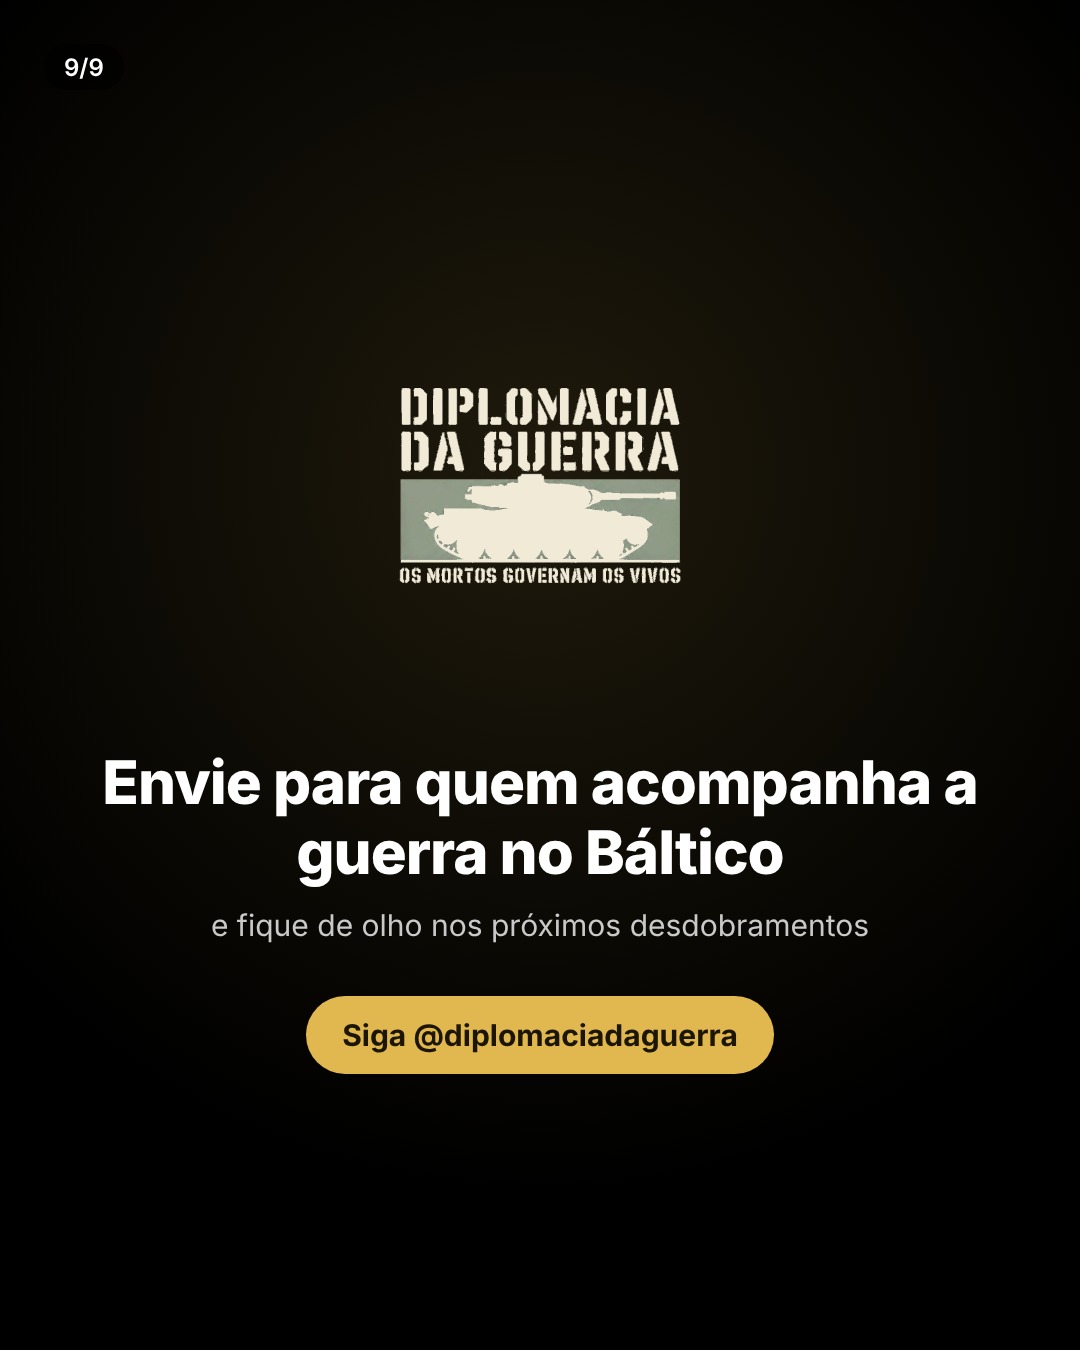 9/9
DIPLOMACIA
DA GUERRA
OS MORTOS GOVERNAM OS VIVOS
Envie para quem acompanha a
guerra no Báltico
e fique de olho nos próximos desdobramentos
Siga @diplomaciadaguerra